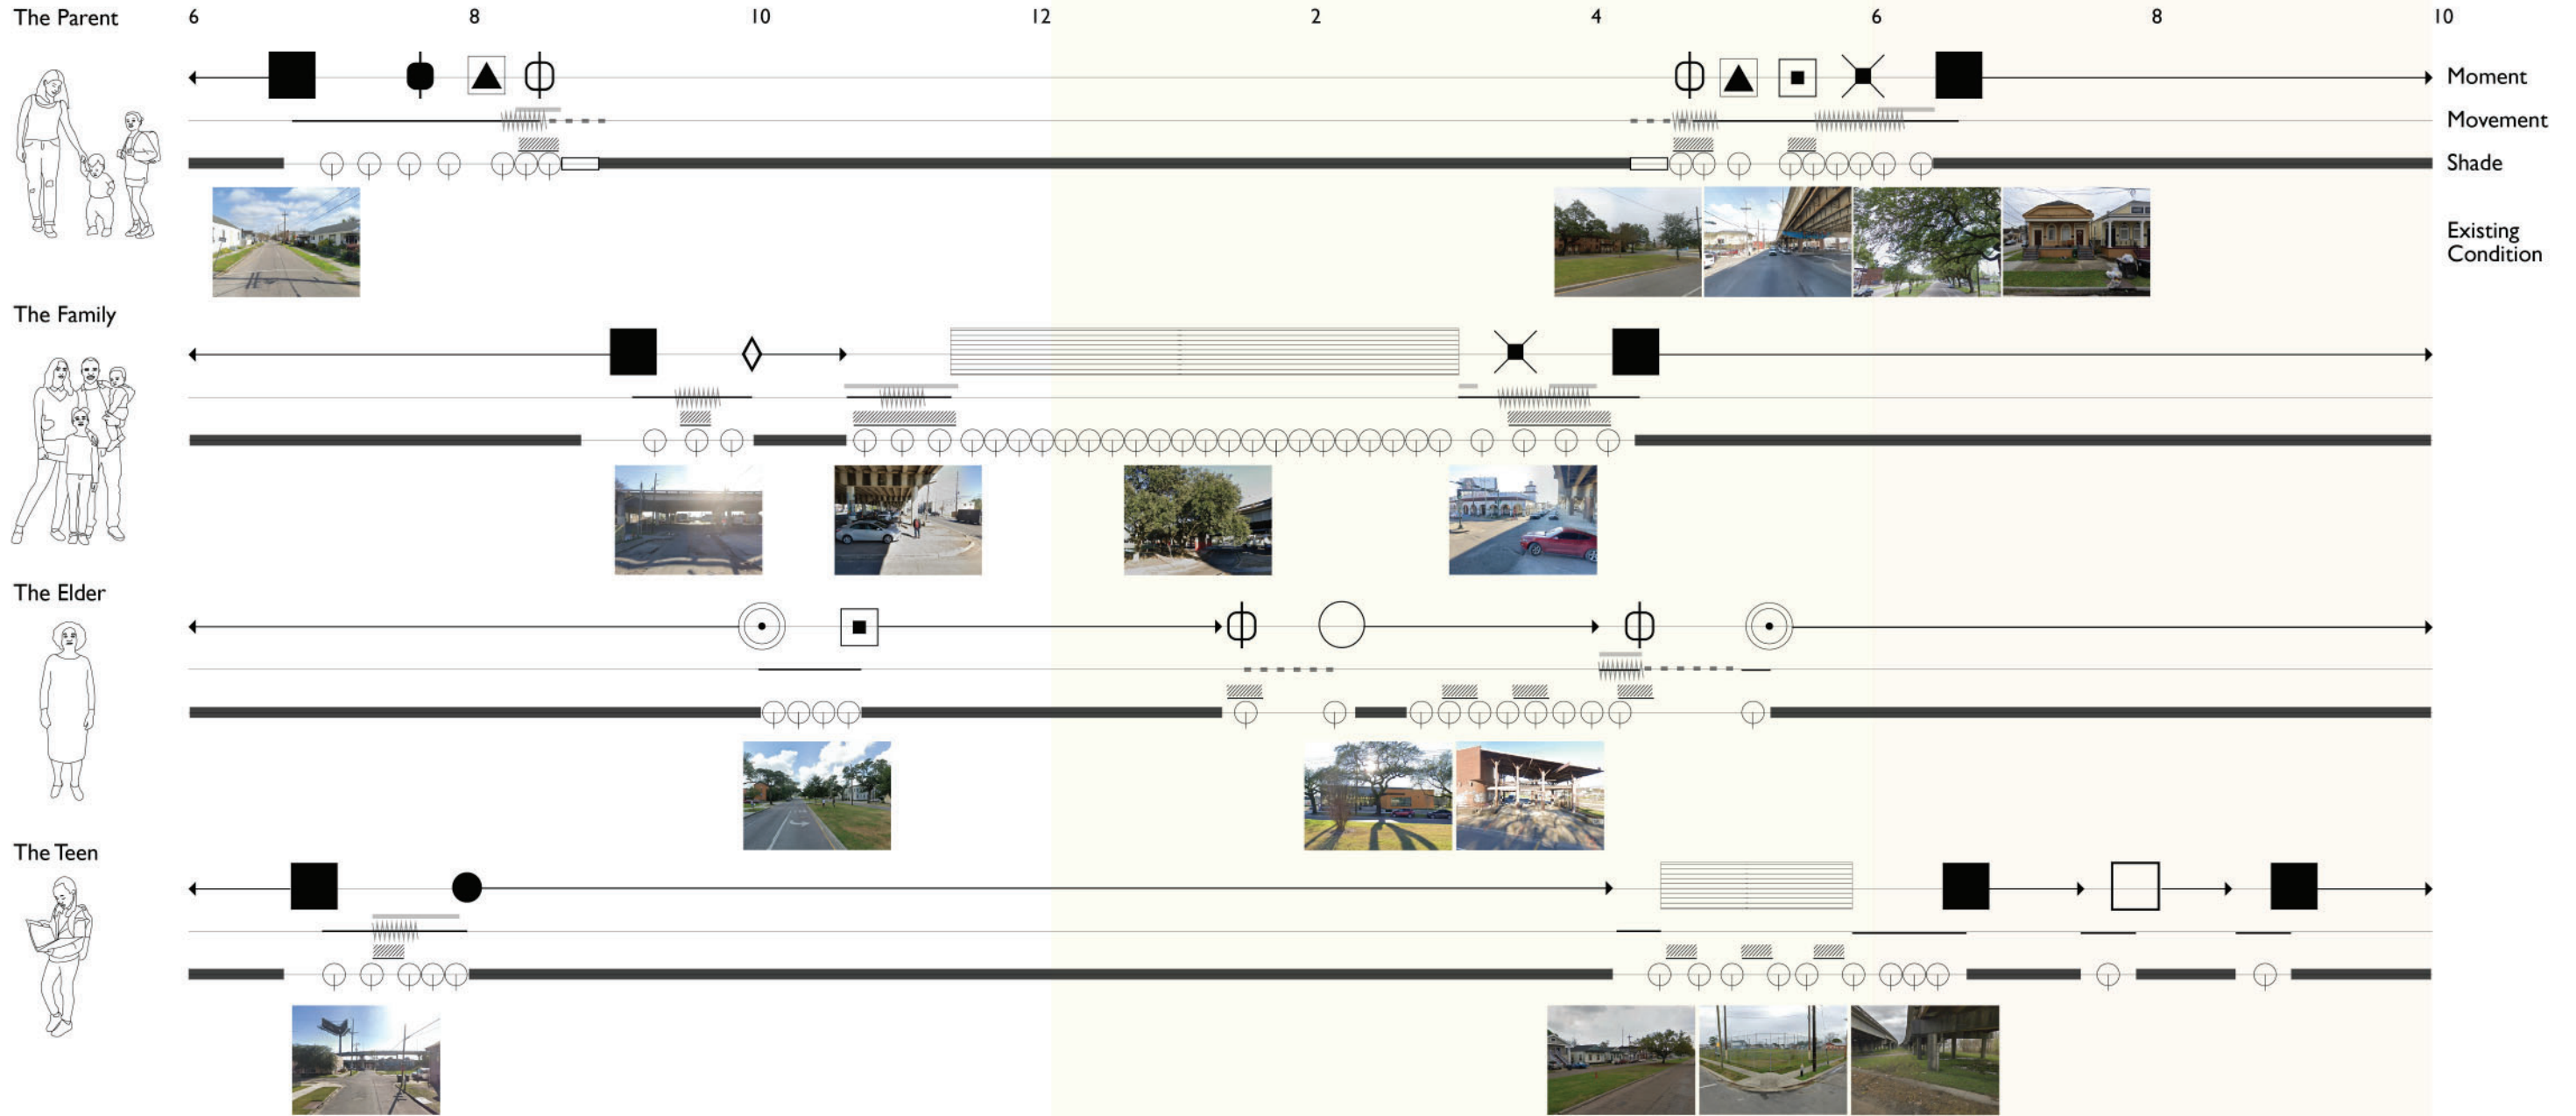 The Parent
6 8 10 12 2 4 6 8 10
Moment
Movement
Shade
Existing
Condition
The Family
The Elder
The Teen